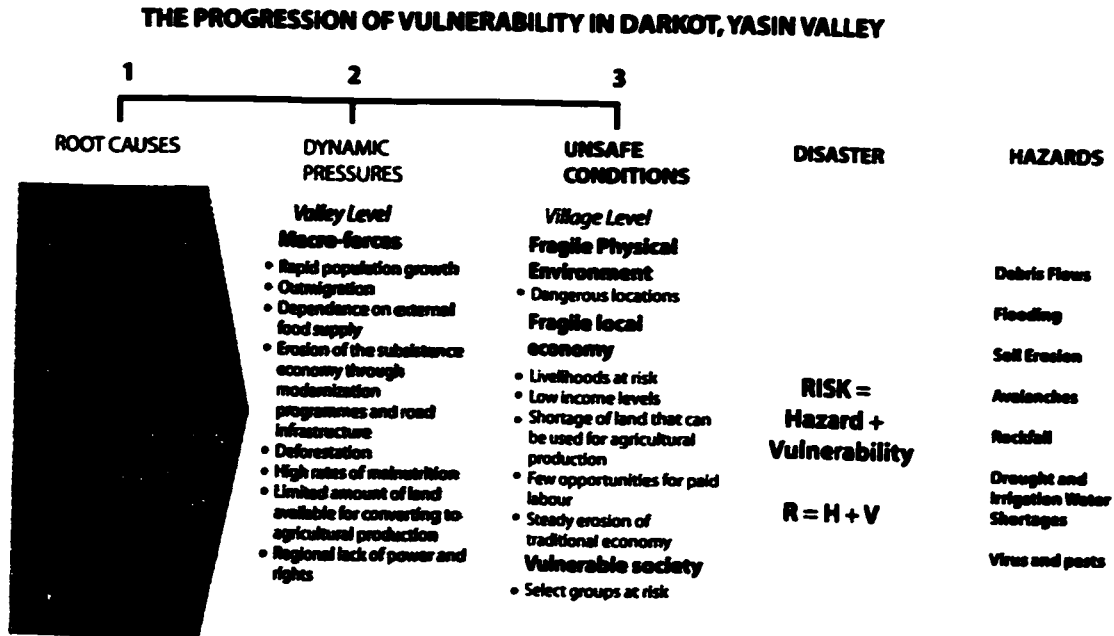 THE PROGRESSION OF VULNERABILITY IN DARKOT, YASIN VALLEY
1
2
3
ROOT CAUSES
DYNAMIC
PRESSURES
Valley Level
Macro-forces
• Rapid population growth
• Outmigration
• Dependence on external
food supply
• Erosion of the subsistence
economy through
modernization
programmes and road
infrastructure
• Deforestation
• High rates of malnutrition
• Limited amount of land
available for converting to
agricultural production
• Regional lack of power and
rights
UNSAFE
CONDITIONS
Village Level
Fragile Physical
Environment
• Dangerous locations
Fragile local
economy
• Livelihoods at risk
• Low income levels
• Shortage of land that can
be used for agricultural
production
• Few opportunities for paid
labour
• Steady erosion of
traditional economy
Vulnerable society
• Select groups at risk
DISASTER
RISK =
Hazard +
Vulnerability
R = H + V
HAZARDS
Debris Flows
Flooding
Soil Erosion
Avalanches
Rockfall
Drought and
Irrigation Water
Shortages
Virus and pests